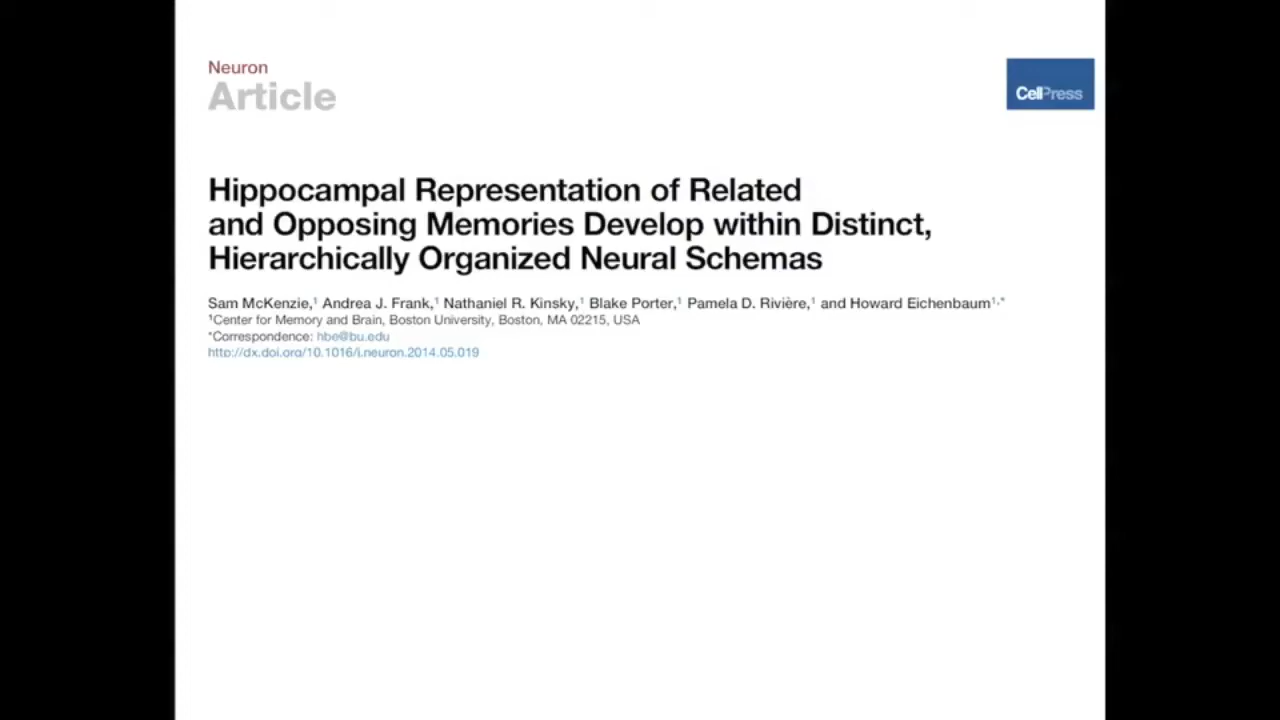 Neuron
Article
CellPress
Hippocampal Representation of Related
and Opposing Memories Develop within Distinct,
Hierarchically Organized Neural Schemas
Sam McKenzie,¹ Andrea J. Frank,¹ Nathaniel R. Kinsky,¹ Blake Porter,¹ Pamela D. Rivière,¹ and Howard Eichenbaum¹,*
¹Center for Memory and Brain, Boston University, Boston, MA 02215, USA
*Correspondence: hbe@bu.edu
http://dx.doi.org/10.1016/j.neuron.2014.05.019